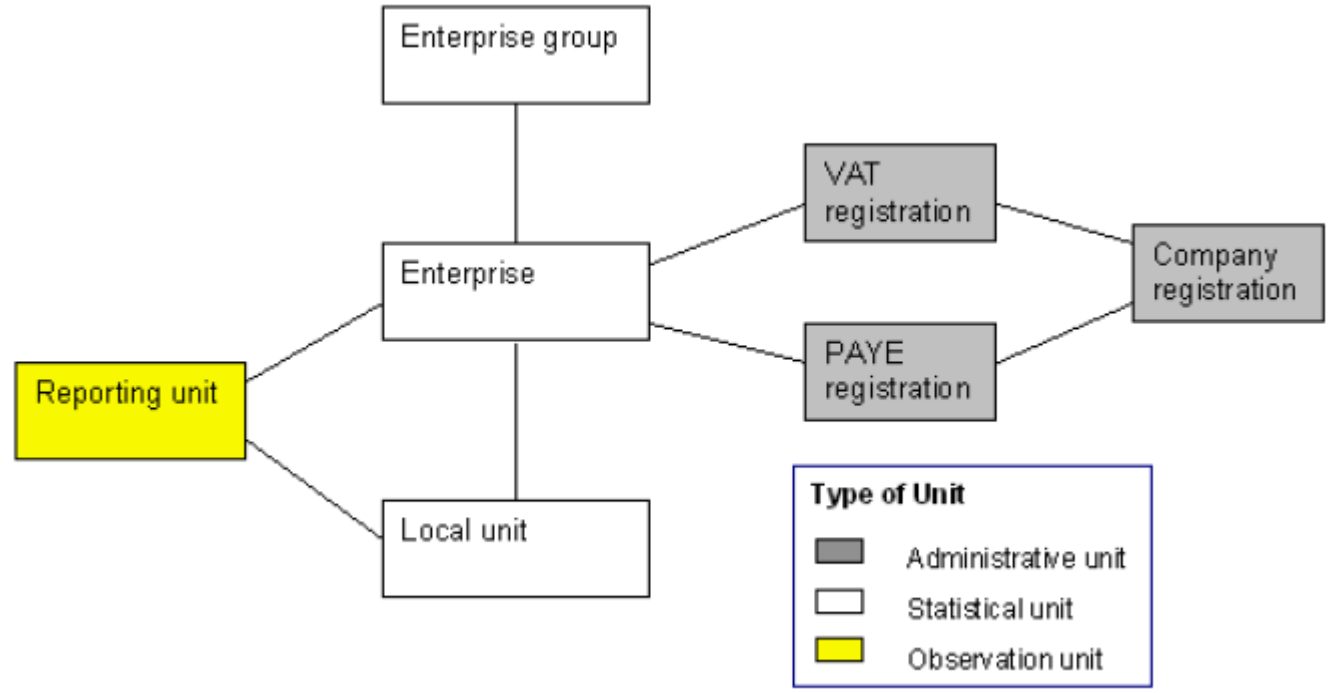 Enterprise group
VAT
registration
Company
registration
Enterprise
PAYE
registration
Reporting unit
Local unit
Type of Unit
Administrative unit
Statistical unit
Observation unit